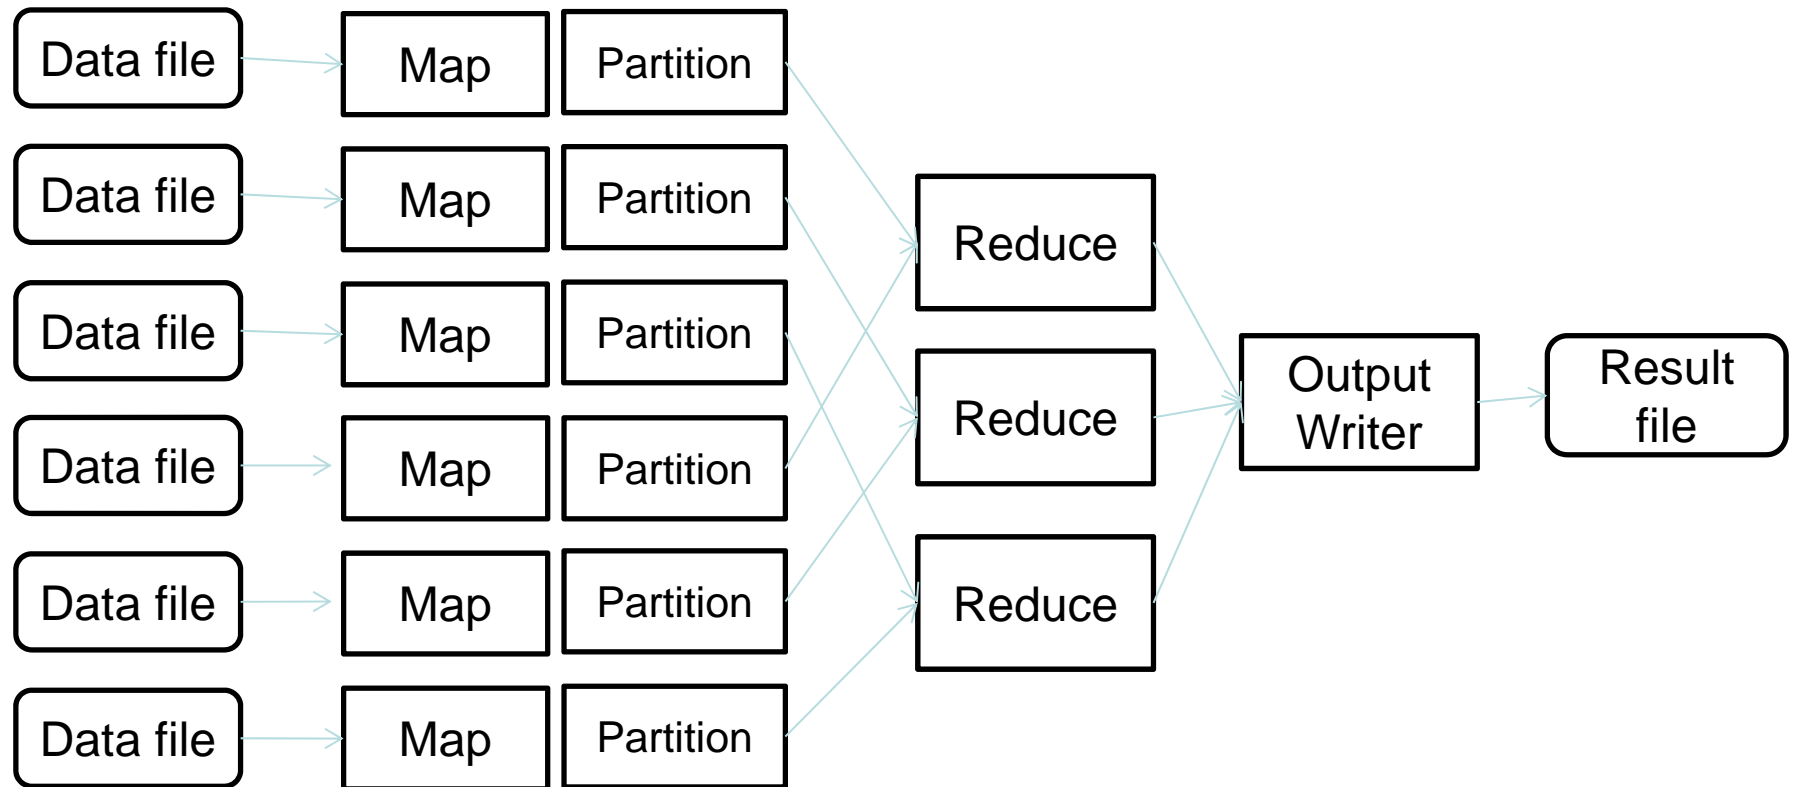 Data file
Map
Partition
Data file
Map
Partition
Data file
Map
Partition
Data file
Map
Partition
Data file
Map
Partition
Data file
Map
Partition
Reduce
Reduce
Reduce
Output
Writer
Result
file